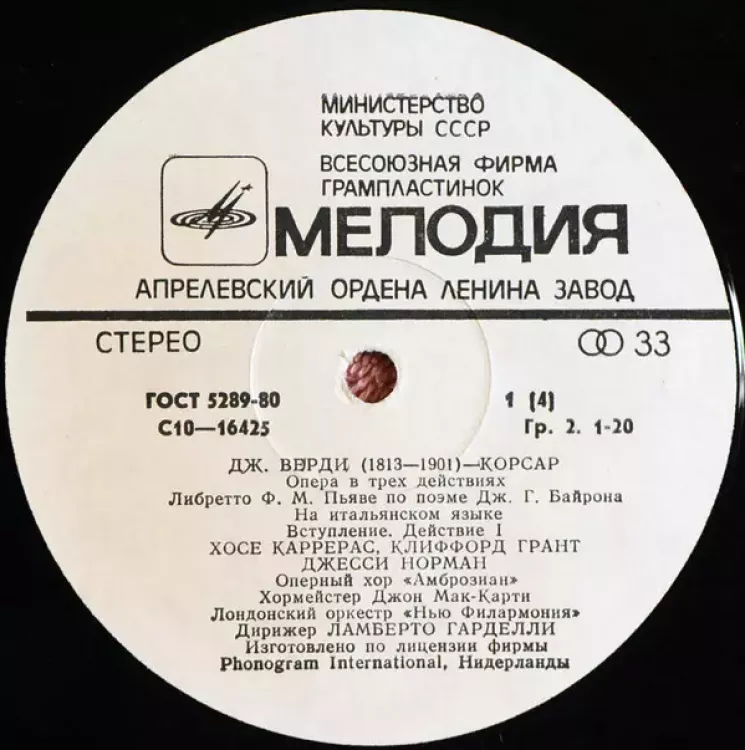 МИНИСТЕРСТВО
КУЛЬТУРЫ СССР
ВСЕСОЮЗНАЯ ФИРМА
ГРАМПЛАСТИНОК
МЕЛОДИЯ
АПРЕЛЕВСКИЙ ОРДЕНА ЛЕНИНА ЗАВОД
СТЕРЕО 33
ГОСТ 5289-80 1 (4)
С10—16425 Гр. 2. 1-20
ДЖ. ВЕРДИ (1813—1901)—КОРСАР
Опера в трех действиях
Либретто Ф. М. Пьяве по поэме Дж. Г. Байрона
На итальянском языке
Вступление. Действие I
ХОСЕ КАРРЕРАС, КЛИФФОРД ГРАНТ
ДЖЕССИ НОРМАН
Оперный хор «Амброзиан»
Хормейстер Джон Мак-Карти
Лондонский оркестр «Нью Филармония»
Дирижер ЛАМБЕРТО ГАРДЕЛЛИ
Изготовлено по лицензии фирмы
Phonogram International, Нидерланды